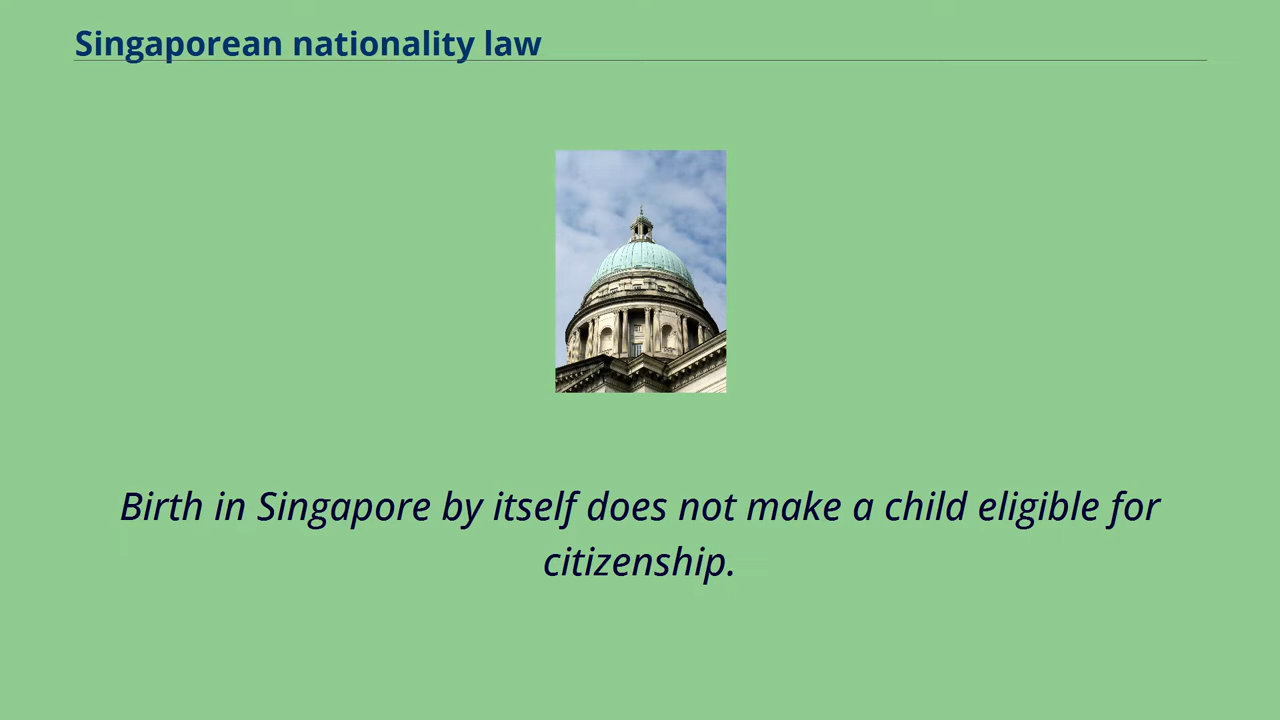 Singaporean nationality law
Birth in Singapore by itself does not make a child eligible for
citizenship.